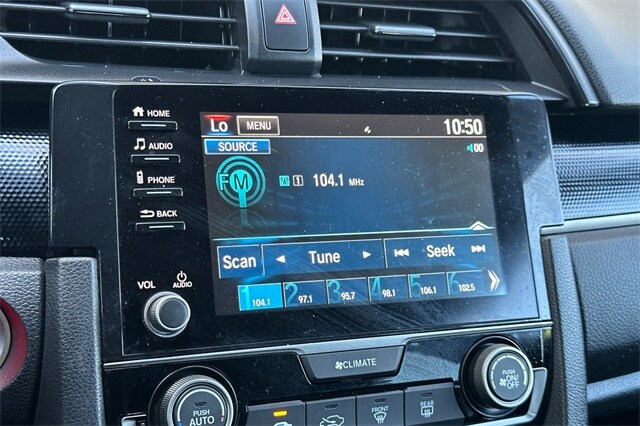 HOME
AUDIO
PHONE
BACK
VOL
AUDIO
Lo MENU 10:50
SOURCE 00
FM 1 104.1 MHz
Scan Tune Seek
1 2 3 4 5 6
104.1 97.1 95.7 98.1 106.1 102.5
CLIMATE
PUSH AUTO
FRONT
REAR
PUSH ON/OFF